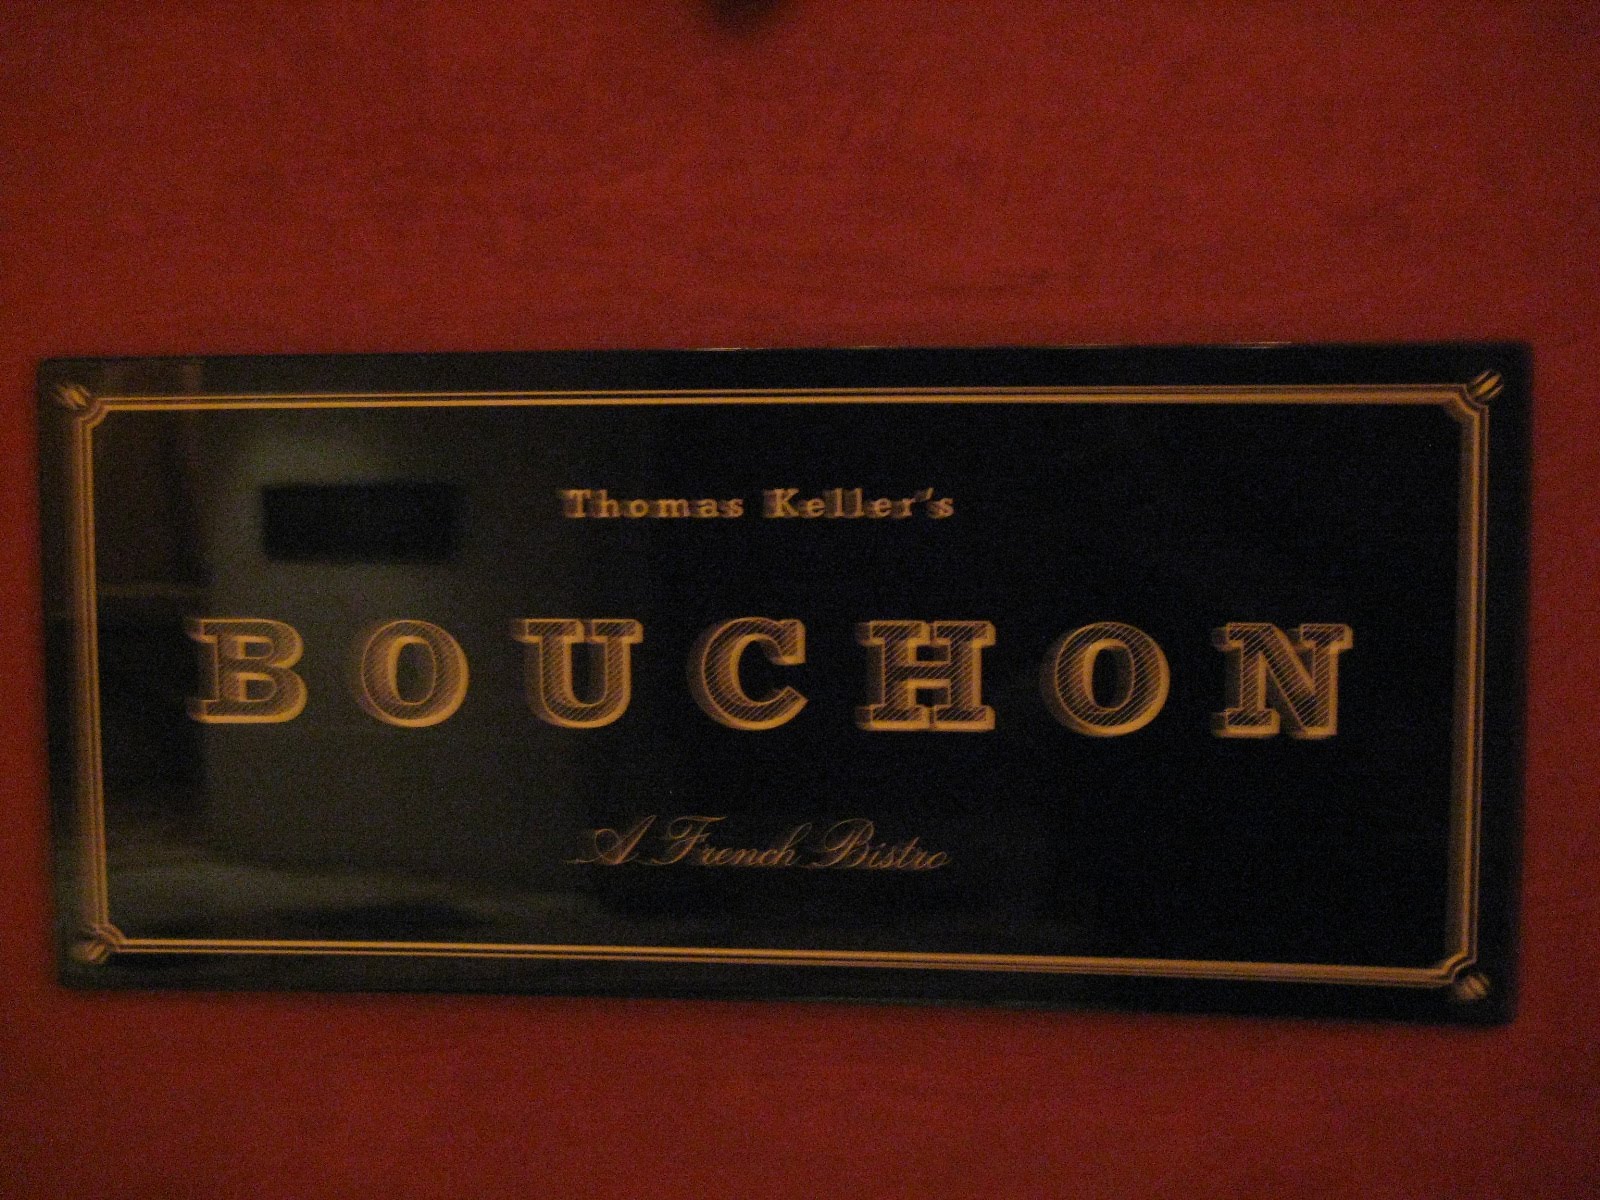 Thomas Keller's
BOUCHON
A French Bistro